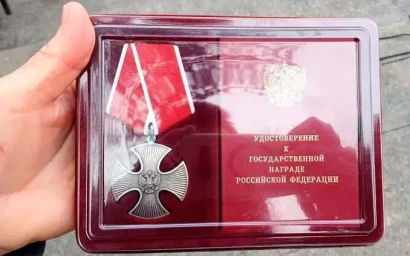 УДОСТОВЕРЕНИЕ
К
ГОСУДАРСТВЕННОЙ
НАГРАДЕ
РОССИЙСКОЙ ФЕДЕРАЦИИ